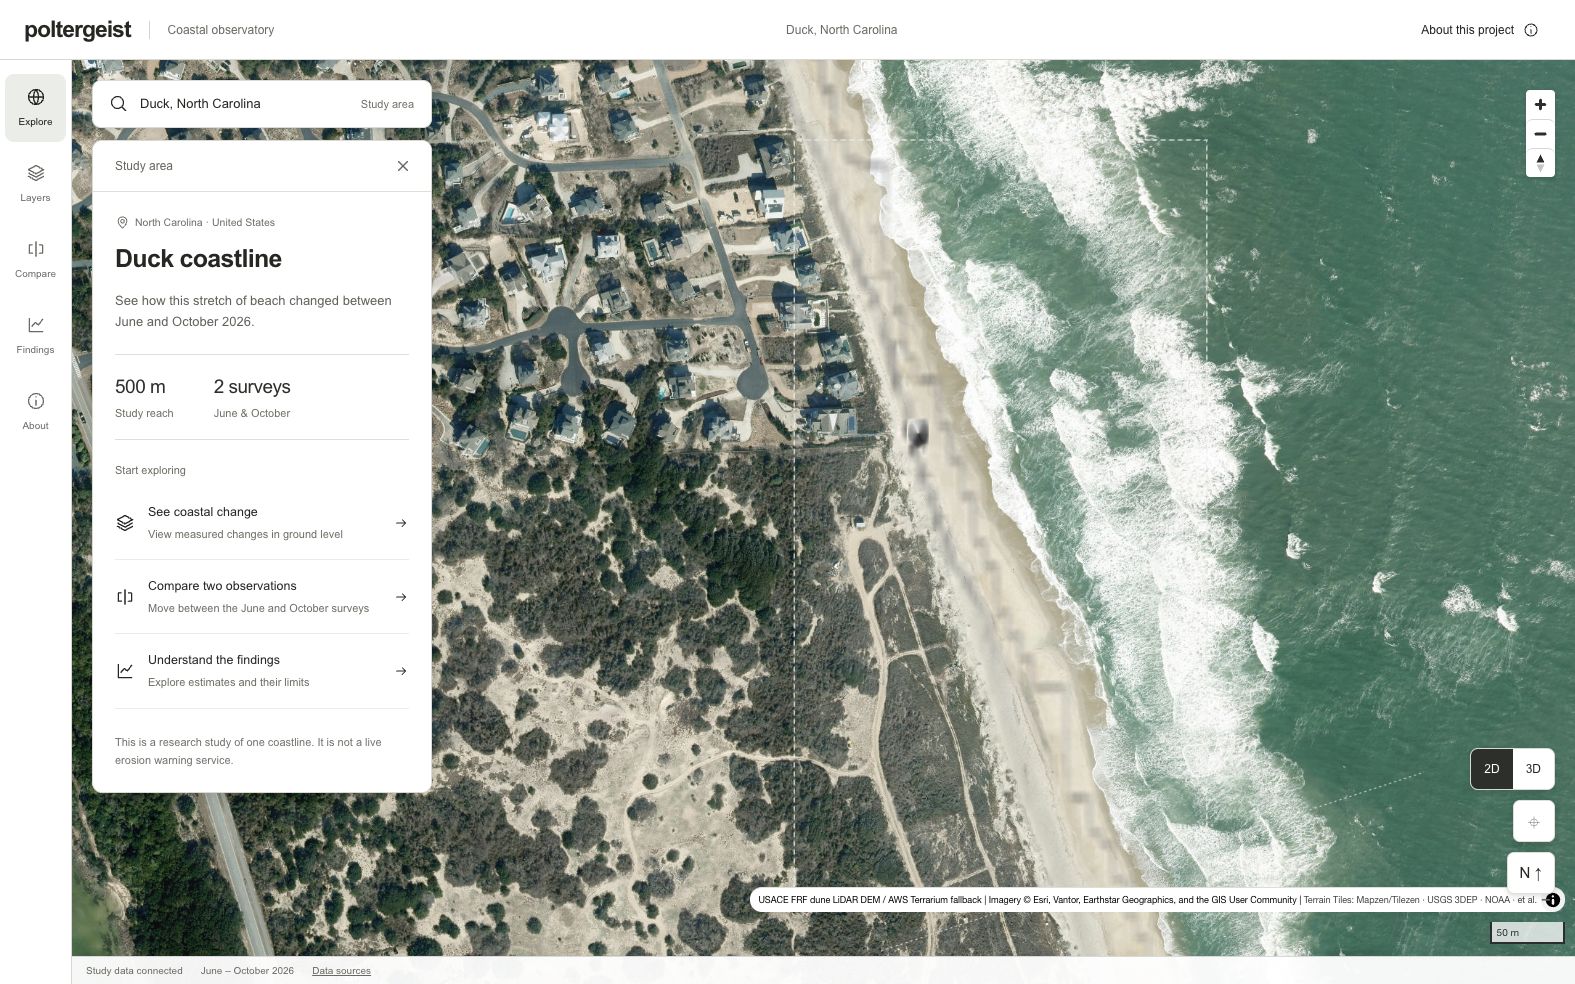 poltergeist
Coastal observatory
Duck, North Carolina
About this project
Explore
Layers
Compare
Findings
About
Duck, North Carolina
Study area
Study area
North Carolina · United States
Duck coastline
See how this stretch of beach changed between
June and October 2026.
500 m
Study reach
2 surveys
June & October
Start exploring
See coastal change
View measured changes in ground level
Compare two observations
Move between the June and October surveys
Understand the findings
Explore estimates and their limits
This is a research study of one coastline. It is not a live
erosion warning service.
2D
3D
N ↑
USACE FRF dune LiDAR DEM / AWS Terrarium fallback | Imagery © Esri, Vantor, Earthstar Geographics, and the GIS User Community | Terrain Tiles: Mapzen/Tilezen · USGS 3DEP · NOAA · et al.
50 m
Study data connected
June – October 2026
Data sources